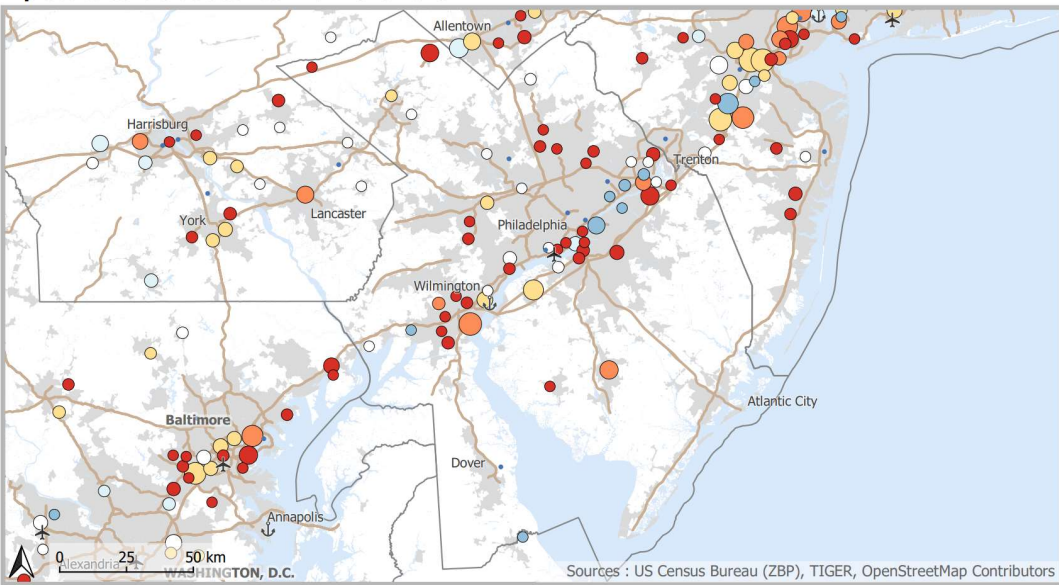 Allentown
Harrisburg
Trenton
York
Lancaster
Philadelphia
Wilmington
Atlantic City
Baltimore
Dover
Annapolis
0 25 50 km
Alexandria
WASHINGTON, D.C.
Sources : US Census Bureau (ZBP), TIGER, OpenStreetMap Contributors